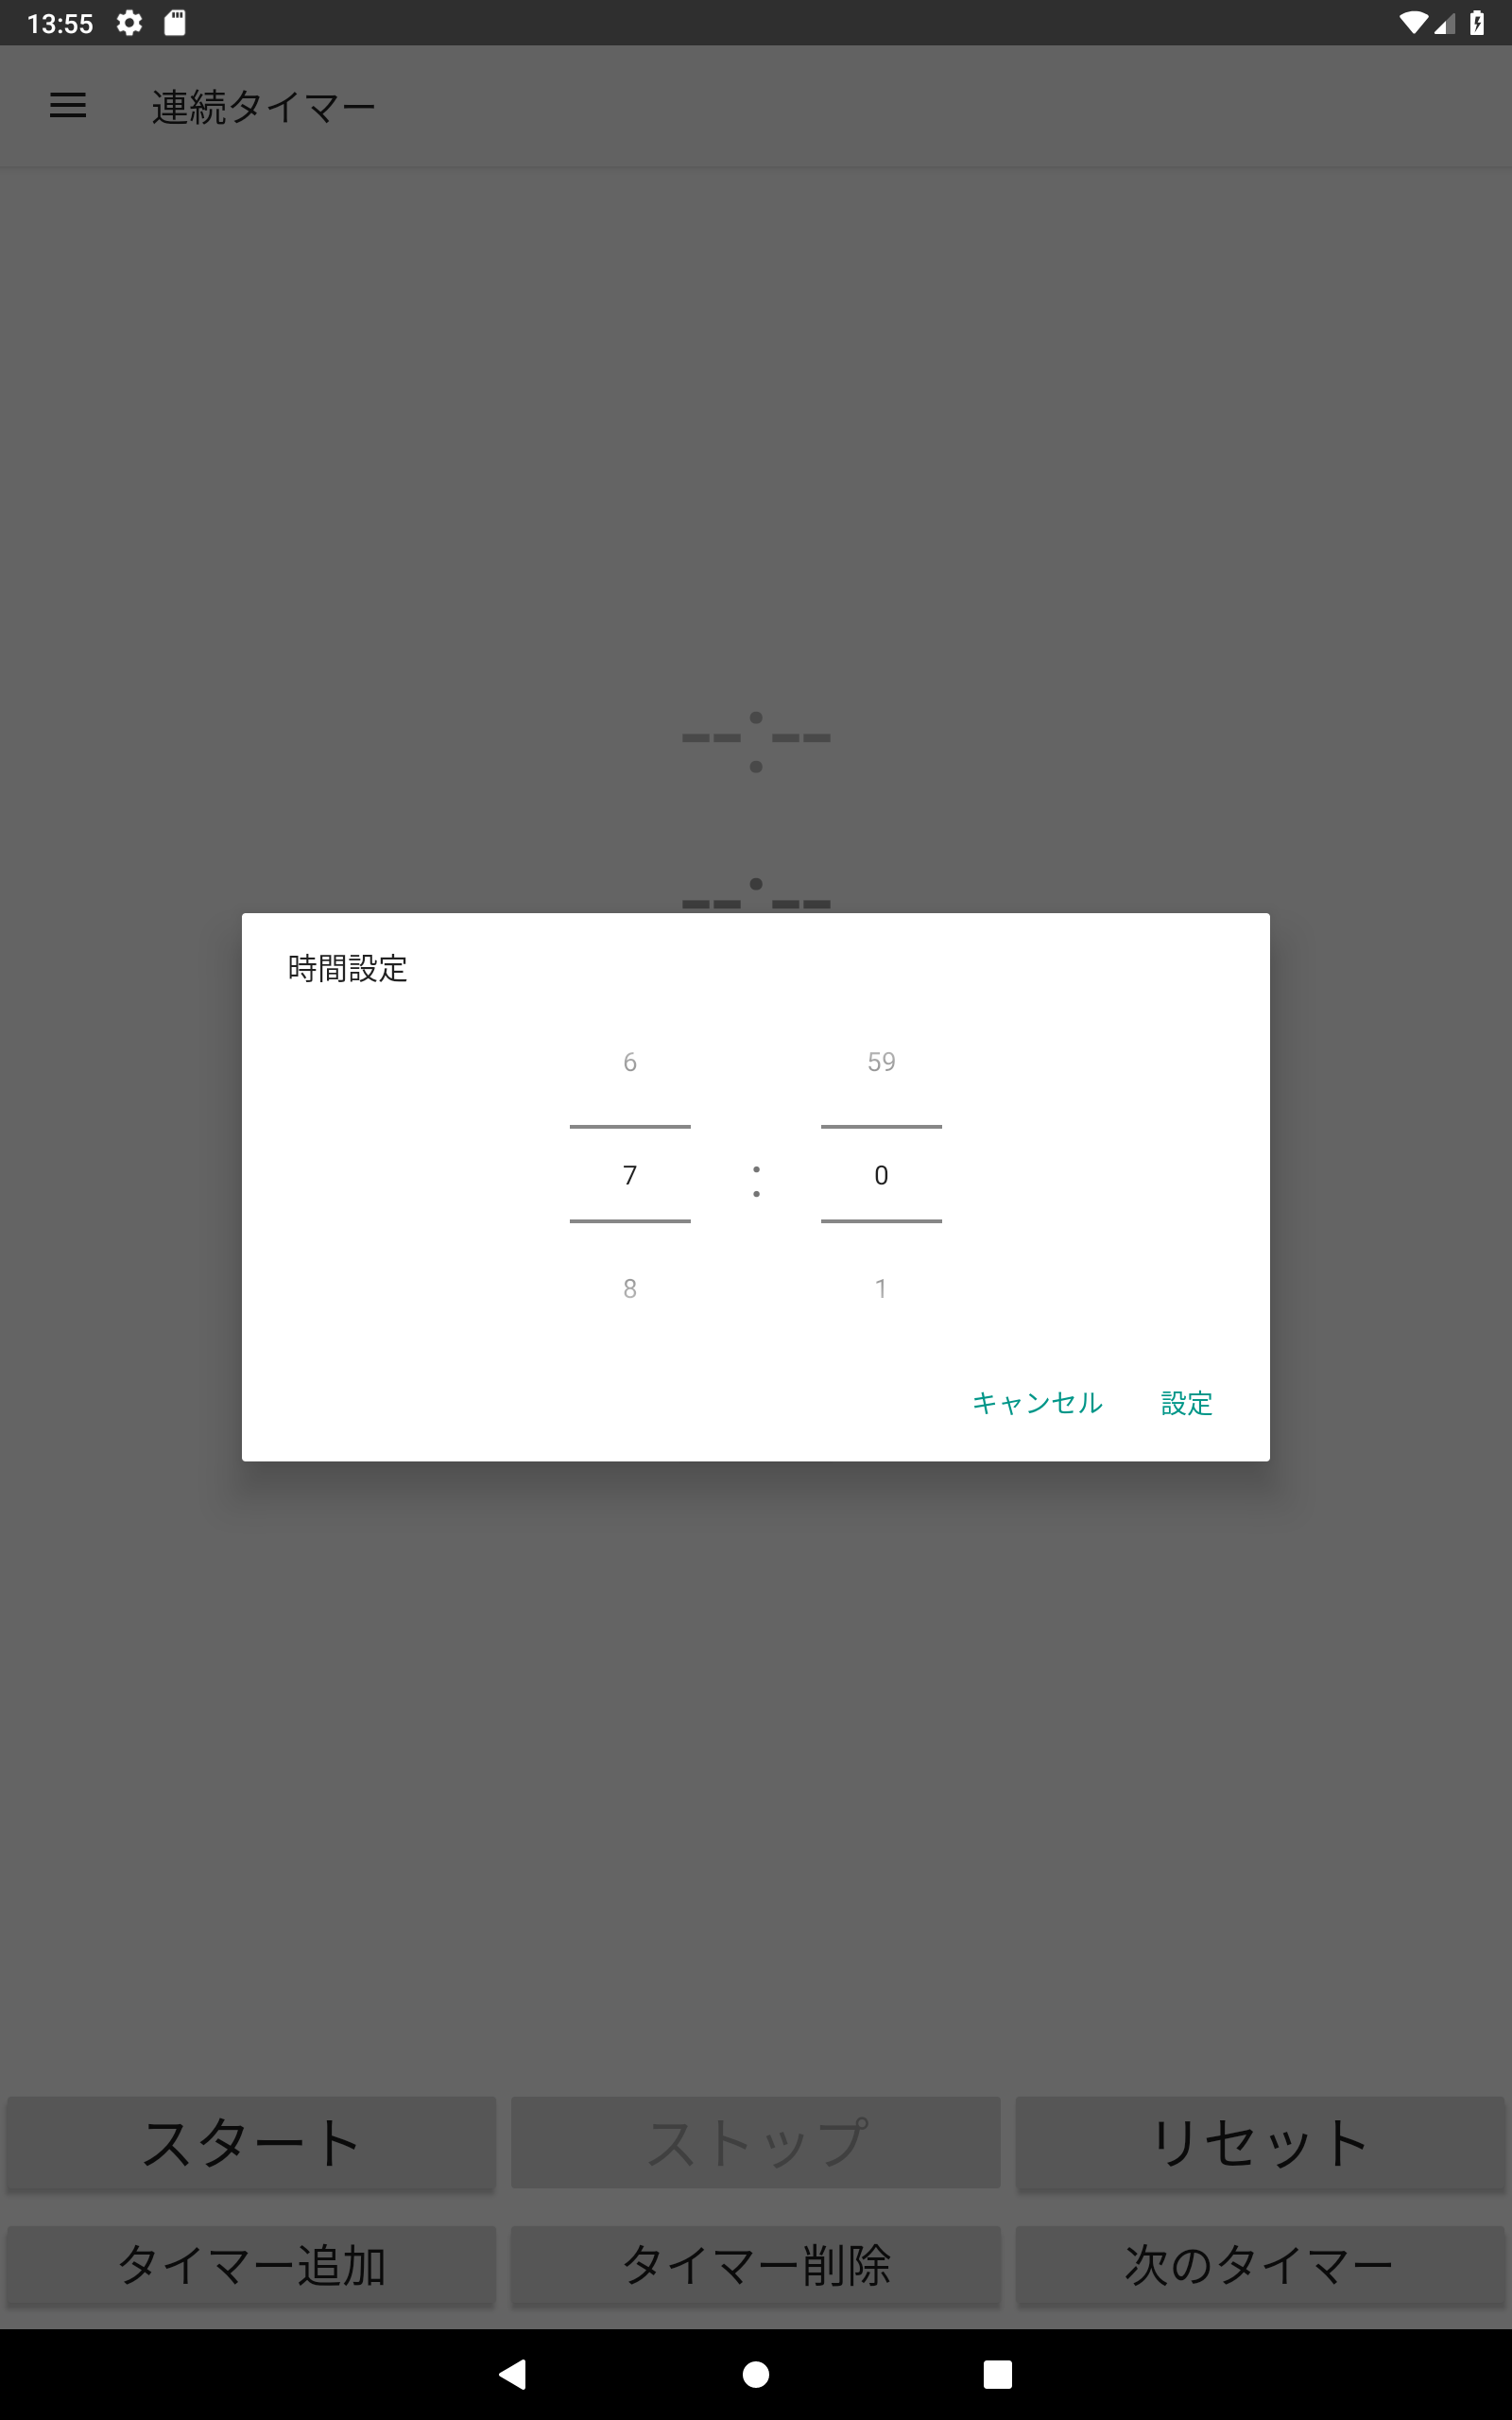 13:55
連続タイマー
--:--
--:--
時間設定
6 59
7 : 0
8 1
キャンセル 設定
スタート ストップ リセット
タイマー追加 タイマー削除 次のタイマー